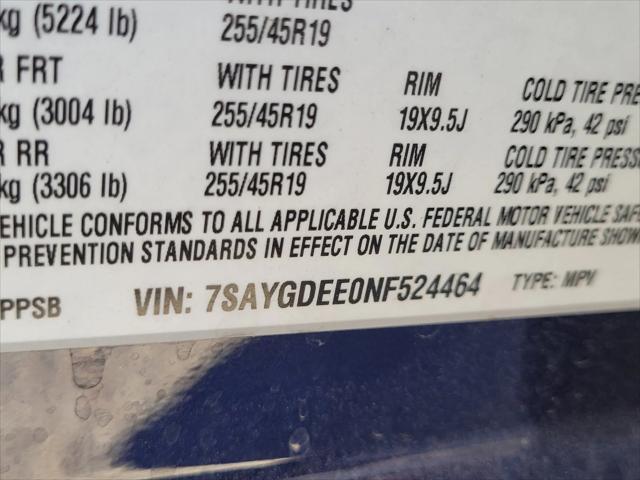 WITH TIRES
kg (5224 lb) 255/45R19
R FRT WITH TIRES RIM COLD TIRE PRE
kg (3004 lb) 255/45R19 19X9.5J 290 kPa, 42 psi
R RR WITH TIRES RIM COLD TIRE PRESS
kg (3306 lb) 255/45R19 19X9.5J 290 kPa, 42 psi
EHICLE CONFORMS TO ALL APPLICABLE U.S. FEDERAL MOTOR VEHICLE SAF
PREVENTION STANDARDS IN EFFECT ON THE DATE OF MANUFACTURE SHOW
PPSB VIN: 7SAYGDEE0NF524464 TYPE: MPV